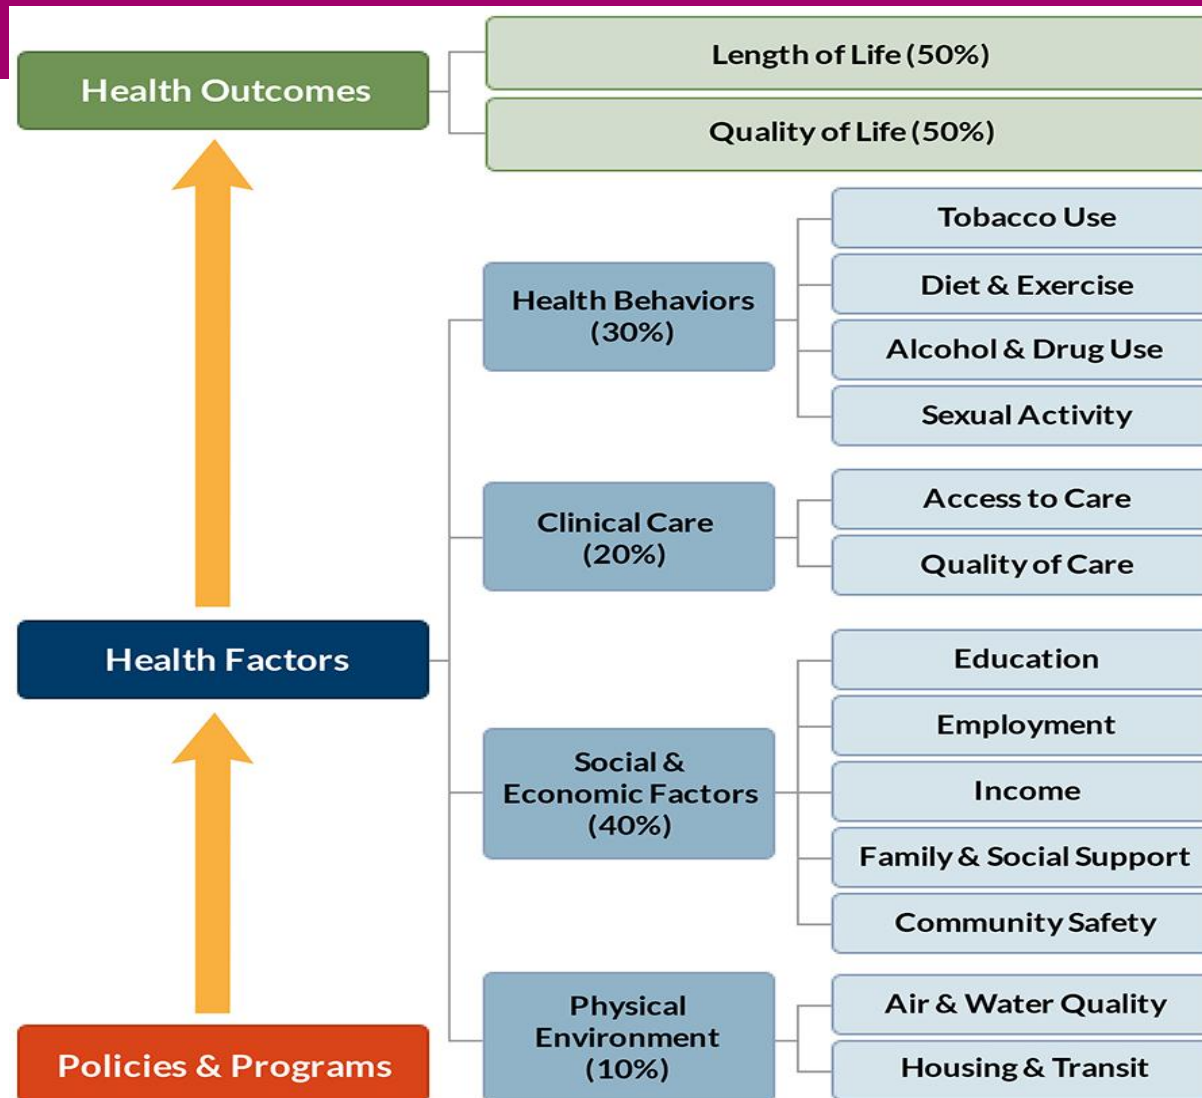 Health Outcomes
Length of Life (50%)
Quality of Life (50%)
Health Behaviors
(30%)
Tobacco Use
Diet & Exercise
Alcohol & Drug Use
Sexual Activity
Clinical Care
(20%)
Access to Care
Quality of Care
Health Factors
Social &
Economic Factors
(40%)
Education
Employment
Income
Family & Social Support
Community Safety
Physical
Environment
(10%)
Air & Water Quality
Housing & Transit
Policies & Programs